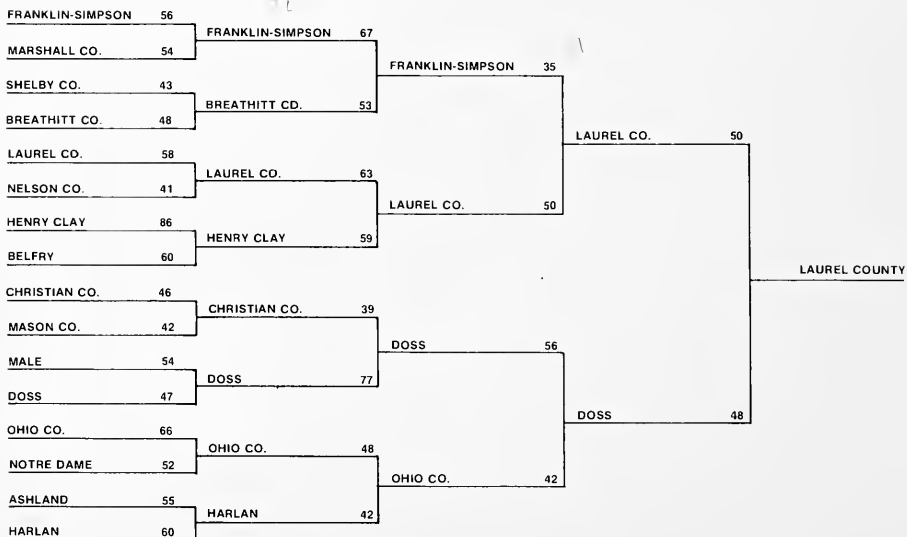 FRANKLIN-SIMPSON 56
MARSHALL CO. 54
SHELBY CO. 43
BREATHITT CO. 48
LAUREL CO. 58
NELSON CO. 41
HENRY CLAY 86
BELFRY 60
CHRISTIAN CO. 46
MASON CO. 42
MALE 54
DOSS 47
OHIO CO. 66
NOTRE DAME 52
ASHLAND 55
HARLAN 60
FRANKLIN-SIMPSON 67
BREATHITT CD. 53
LAUREL CO. 63
HENRY CLAY 59
CHRISTIAN CO. 39
DOSS 77
OHIO CO. 48
HARLAN 42
FRANKLIN-SIMPSON 35
LAUREL CO. 50
DOSS 56
OHIO CO. 42
LAUREL CO. 50
DOSS 48
LAUREL COUNTY